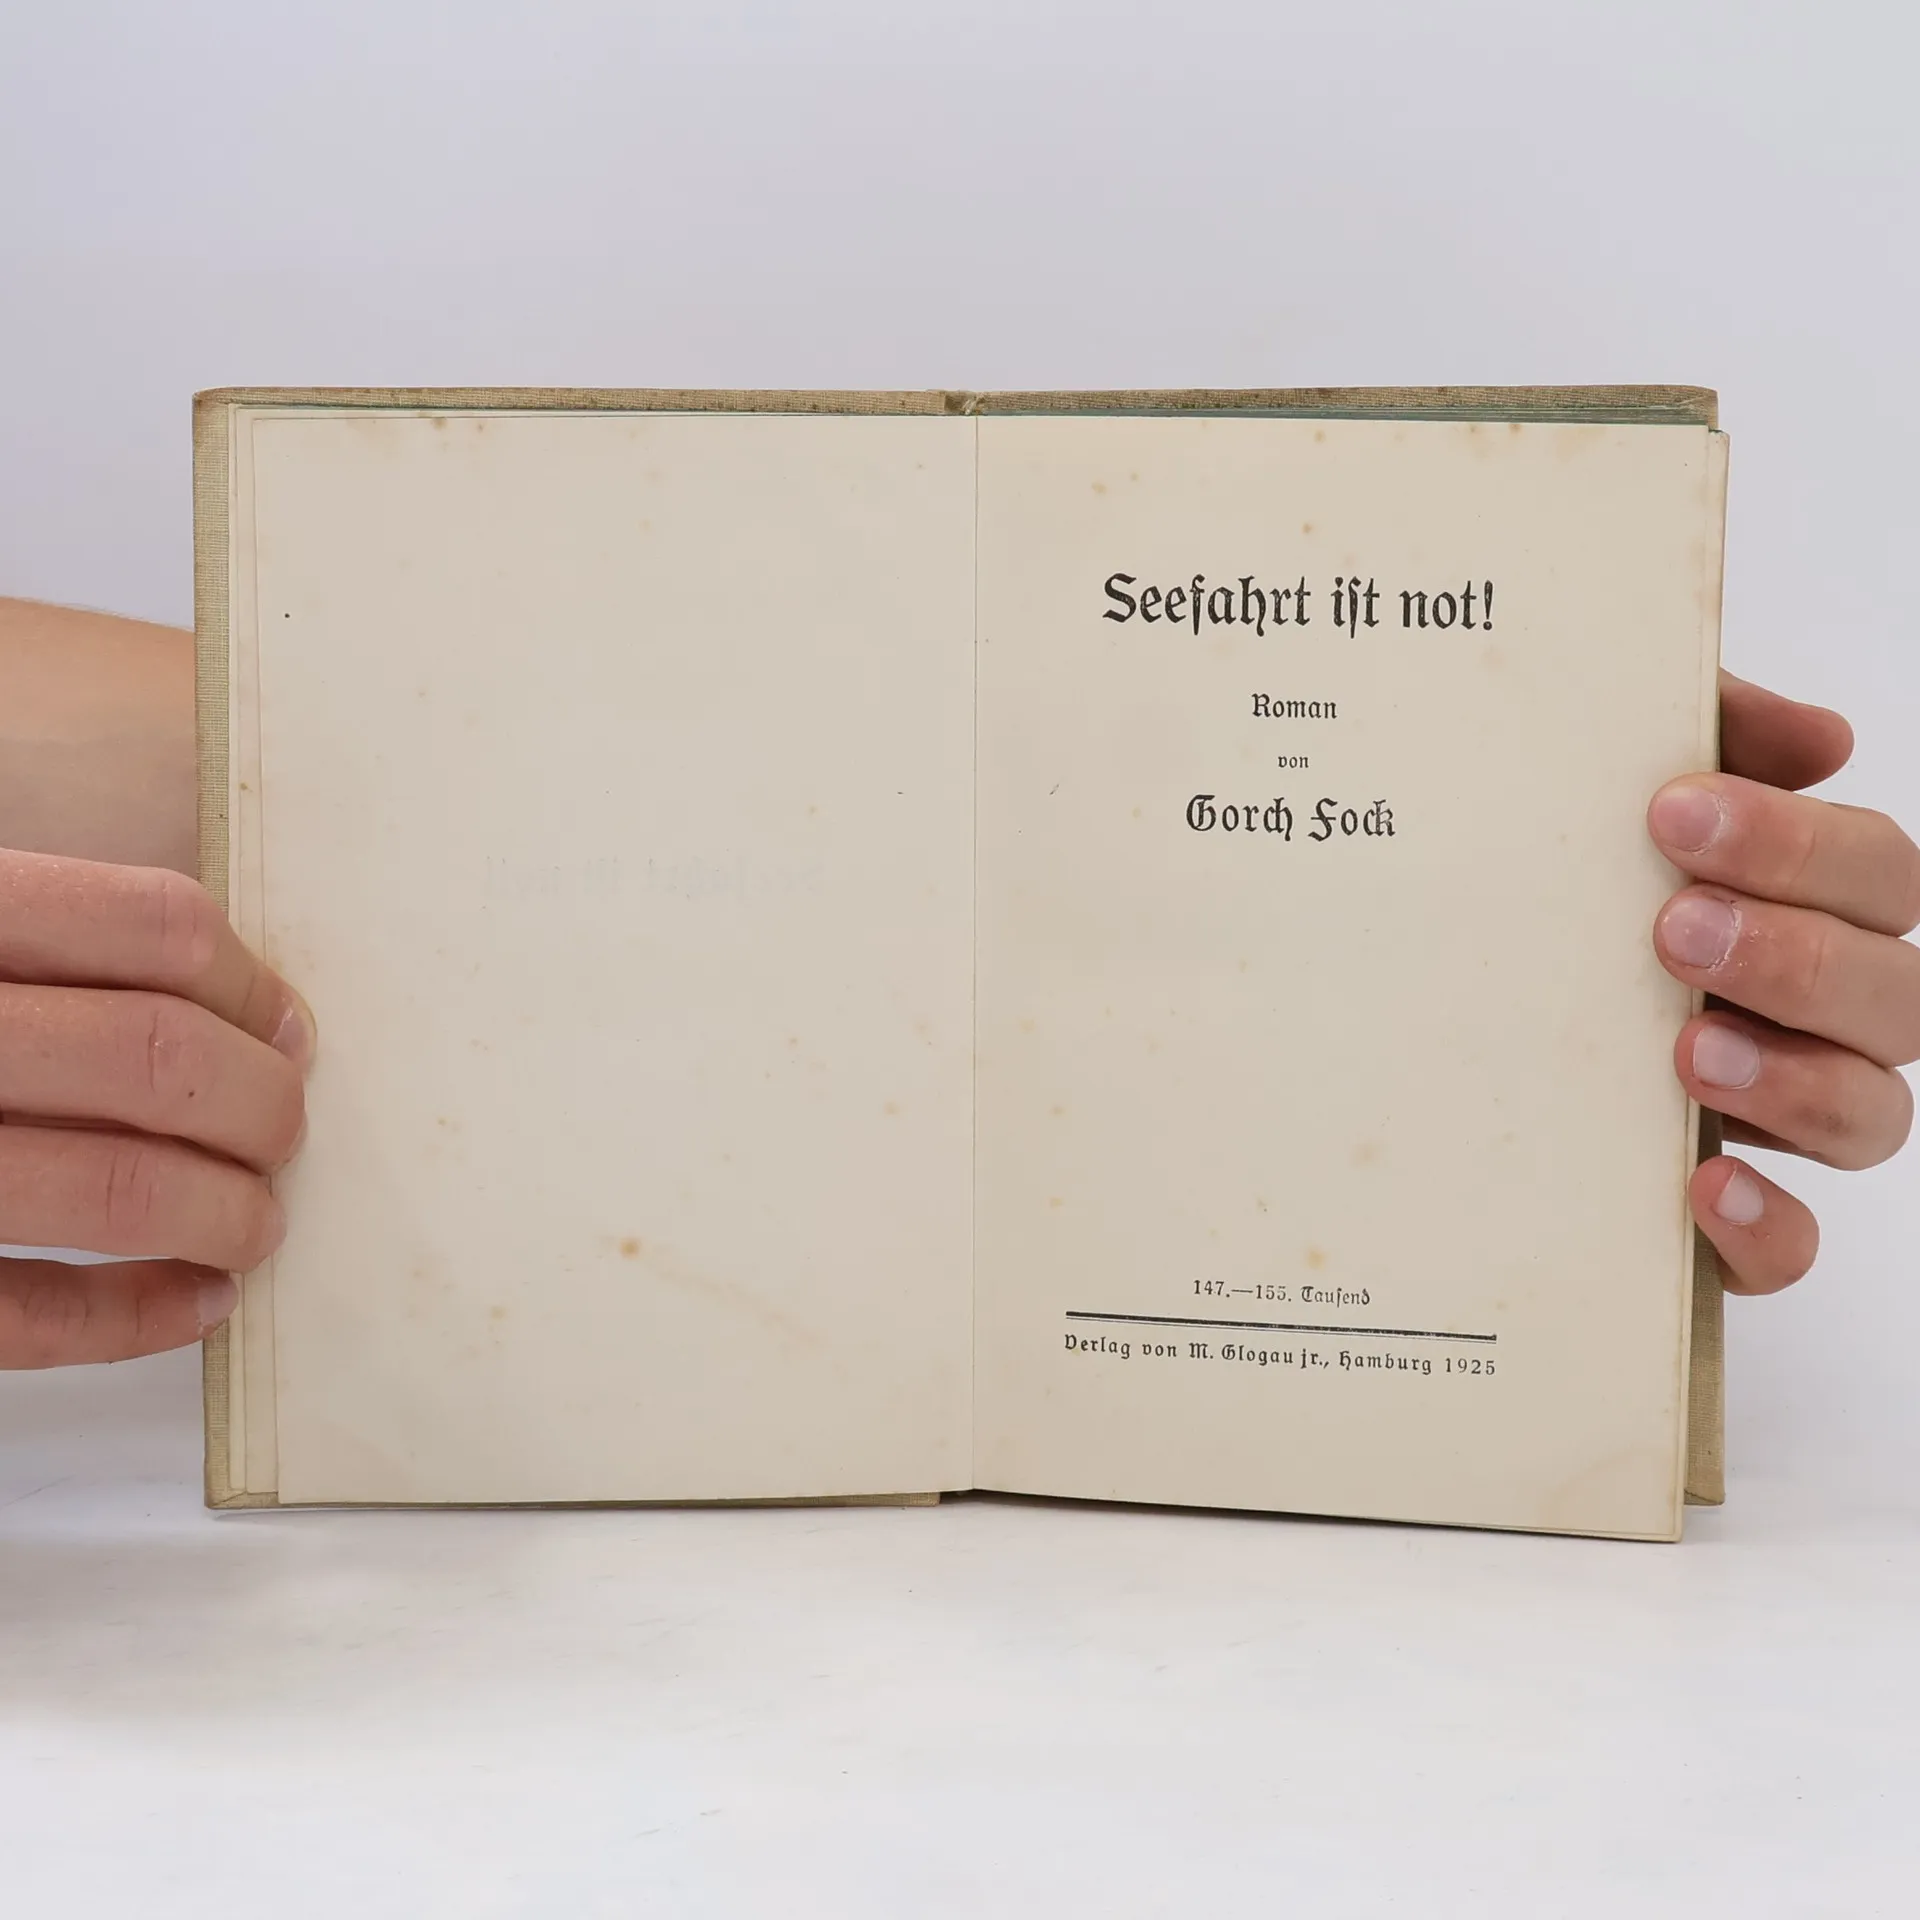 Seefahrt iſt not!
Roman
von
Gorch Fock
147.—155. Tauſend
Verlag von M. Glogau jr., Hamburg 1925